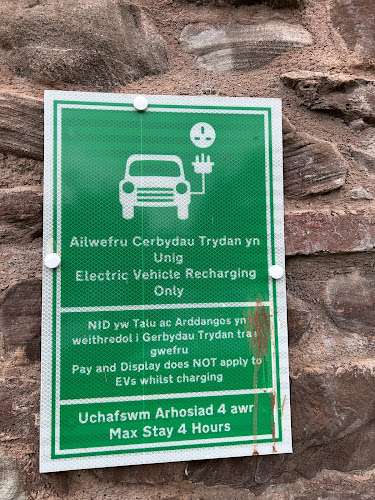 Ailwefru Cerbydau Trydan yn
Unig
Electric Vehicle Recharging
Only
NID yw Talu ac Arddangos yn
weithredol i Gerbydau Trydan tra'n
gwefru
Pay and Display does NOT apply to
EVs whilst charging
Uchafswm Arhosiad 4 awr
Max Stay 4 Hours